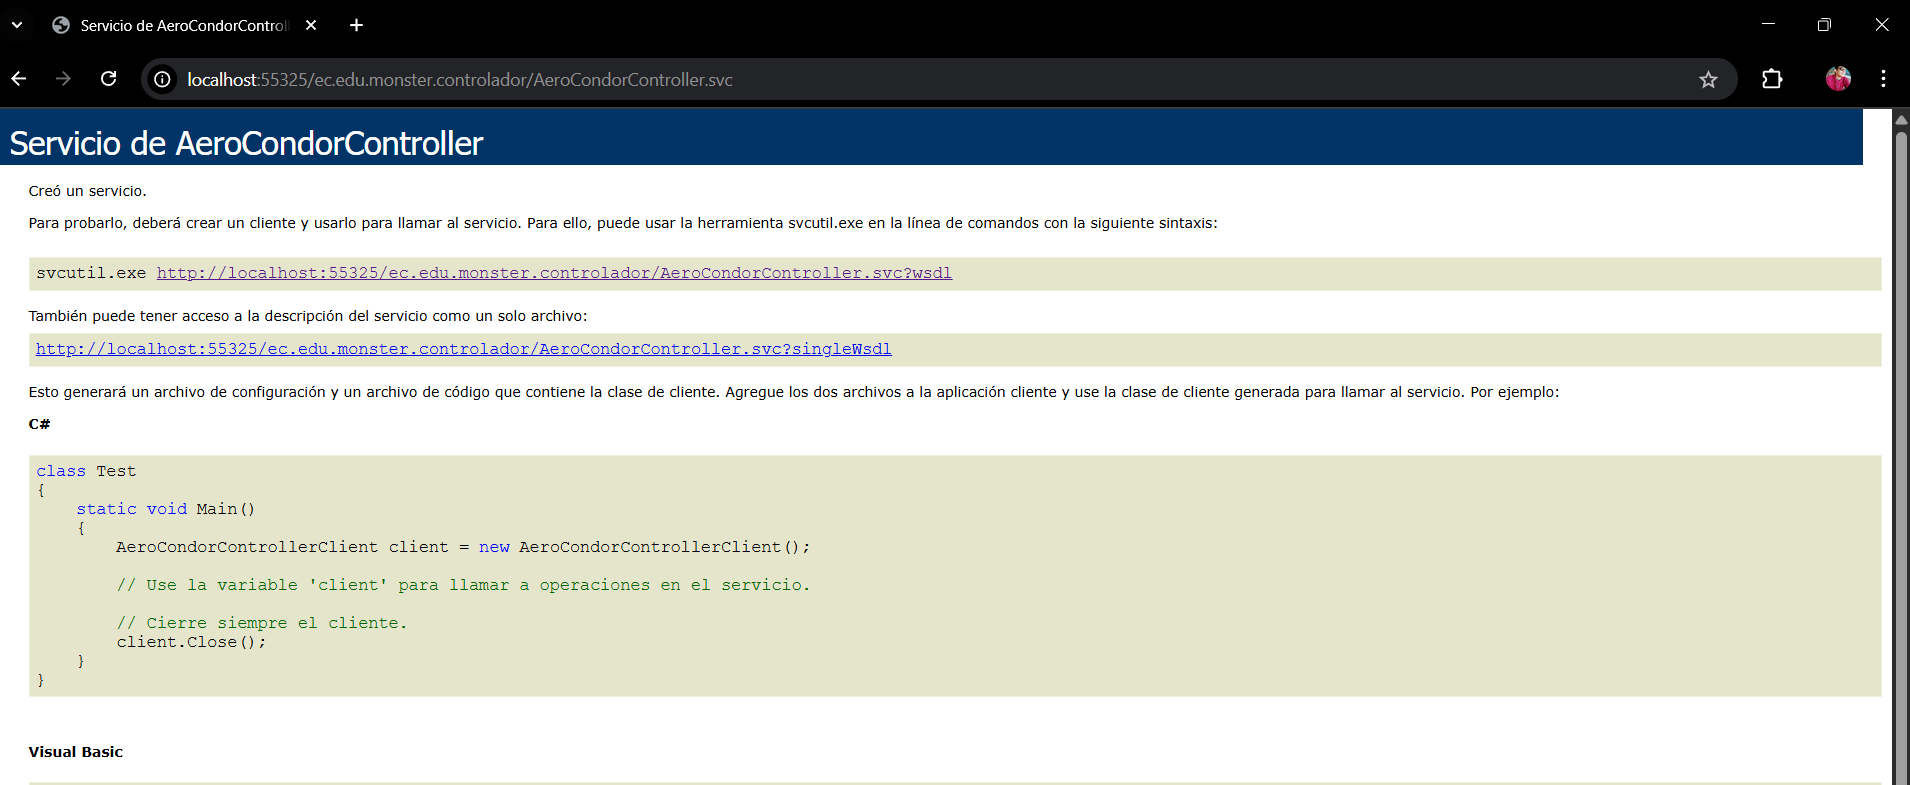 Servicio de AeroCondorControll
localhost:55325/ec.edu.monster.controlador/AeroCondorController.svc
Servicio de AeroCondorController
Creó un servicio.
Para probarlo, deberá crear un cliente y usarlo para llamar al servicio. Para ello, puede usar la herramienta svcutil.exe en la línea de comandos con la siguiente sintaxis:
svcutil.exe http://localhost:55325/ec.edu.monster.controlador/AeroCondorController.svc?wsdl
También puede tener acceso a la descripción del servicio como un solo archivo:
http://localhost:55325/ec.edu.monster.controlador/AeroCondorController.svc?singleWsdl
Esto generará un archivo de configuración y un archivo de código que contiene la clase de cliente. Agregue los dos archivos a la aplicación cliente y use la clase de cliente generada para llamar al servicio. Por ejemplo:
C#
class Test
{
    static void Main()
    {
        AeroCondorControllerClient client = new AeroCondorControllerClient();
        // Use la variable 'client' para llamar a operaciones en el servicio.
        // Cierre siempre el cliente.
        client.Close();
    }
}
Visual Basic